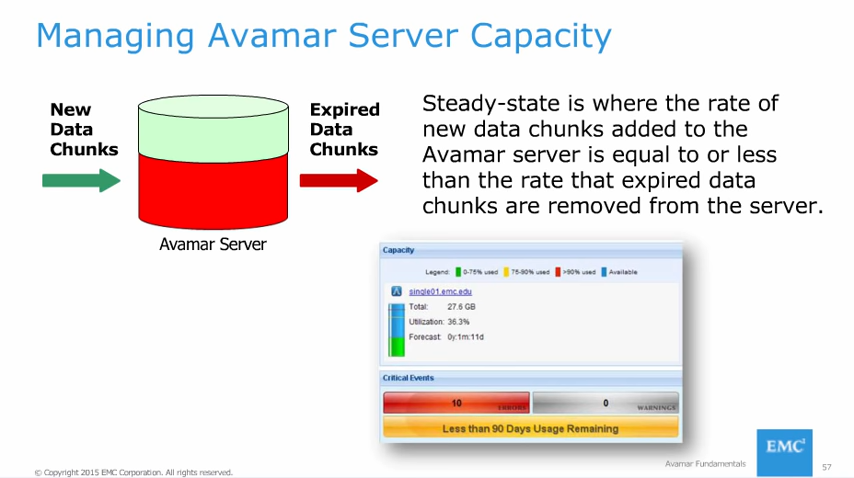 Managing Avamar Server Capacity
New
Data
Chunks
Expired
Data
Chunks
Avamar Server
Steady-state is where the rate of
new data chunks added to the
Avamar server is equal to or less
than the rate that expired data
chunks are removed from the server.
Capacity
Legend: 0-75% used 75-90% used >90% used Available
single01.emc.edu
Total: 27.6 GB
Utilization: 36.3%
Forecast: 0y:1m:11d
Critical Events
10 ERRORS 0 WARNINGS
Less than 90 Days Usage Remaining
© Copyright 2015 EMC Corporation. All rights reserved.
Avamar Fundamentals
EMC²
57